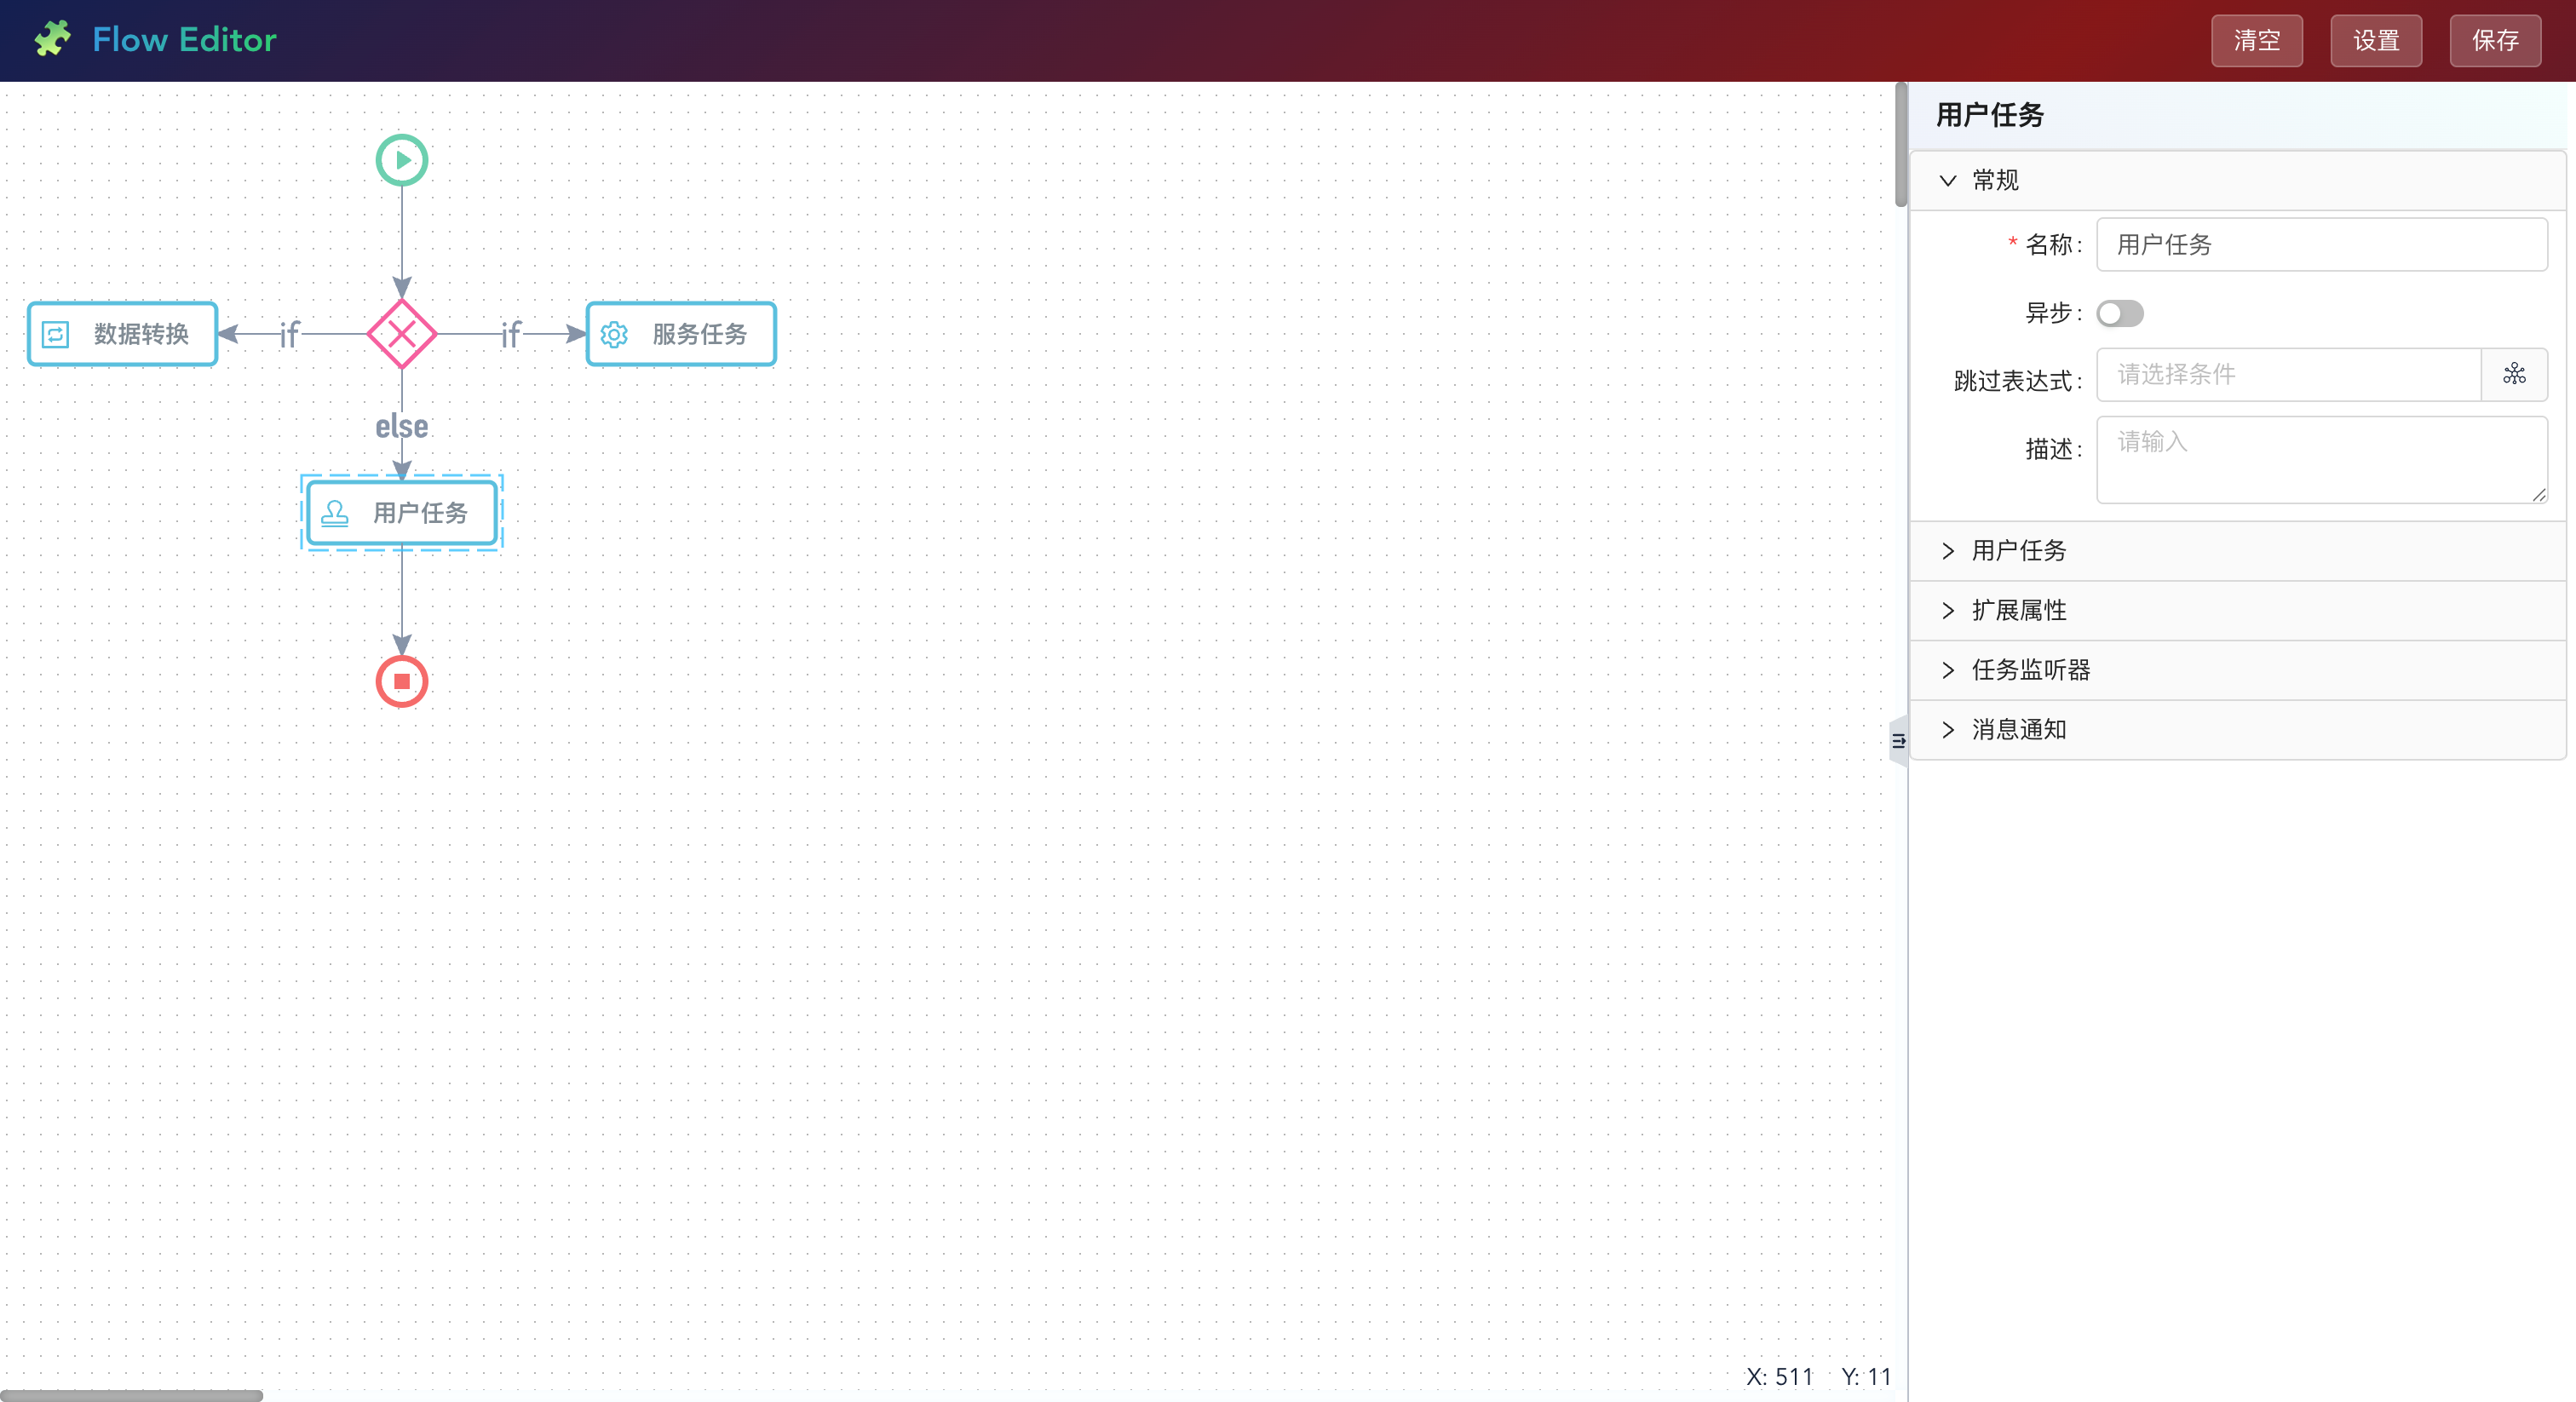 Flow Editor
清空 设置 保存
数据转换
if
if
服务任务
else
用户任务
X: 511 Y: 11
用户任务
常规
* 名称: 用户任务
异步:
跳过表达式: 请选择条件
描述: 请输入
用户任务
扩展属性
任务监听器
消息通知